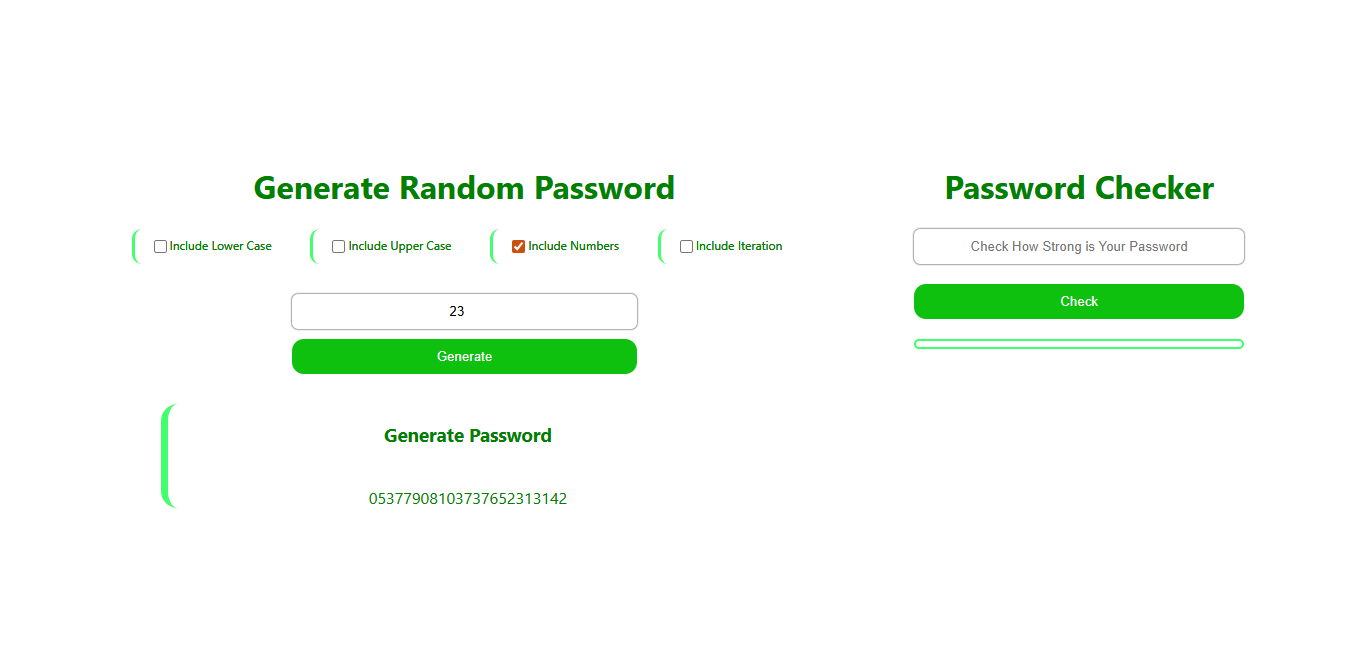 Generate Random Password
Include Lower Case
Include Upper Case
Include Numbers
Include Iteration
23
Generate
Generate Password
05377908103737652313142
Password Checker
Check How Strong is Your Password
Check